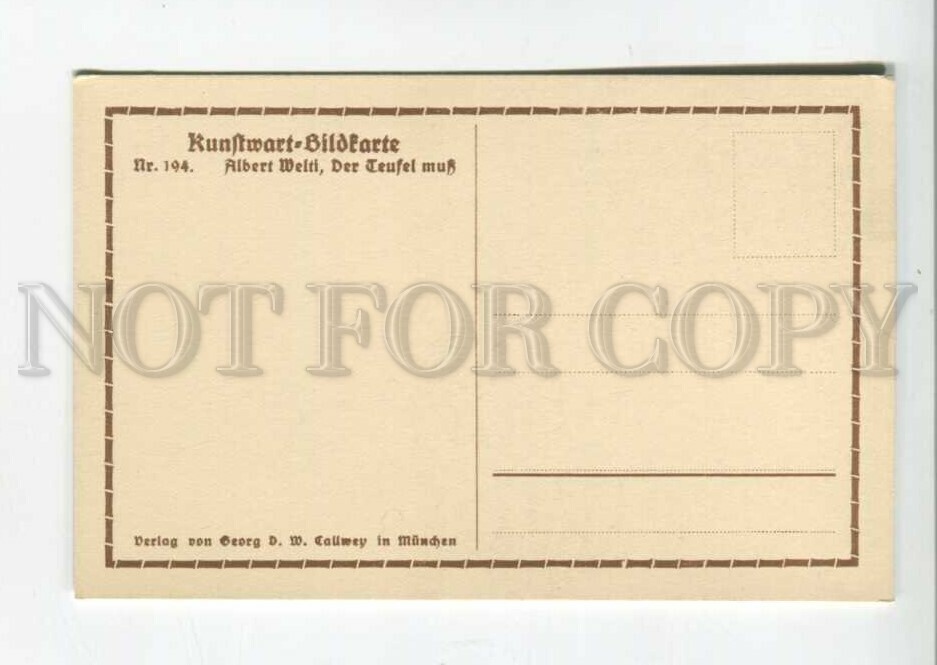 Kunstwart-Bildkarte
Nr. 194. Albert Welti, Der Teufel muß
NOT FOR COPY
Verlag von Georg D. W. Callwey in München